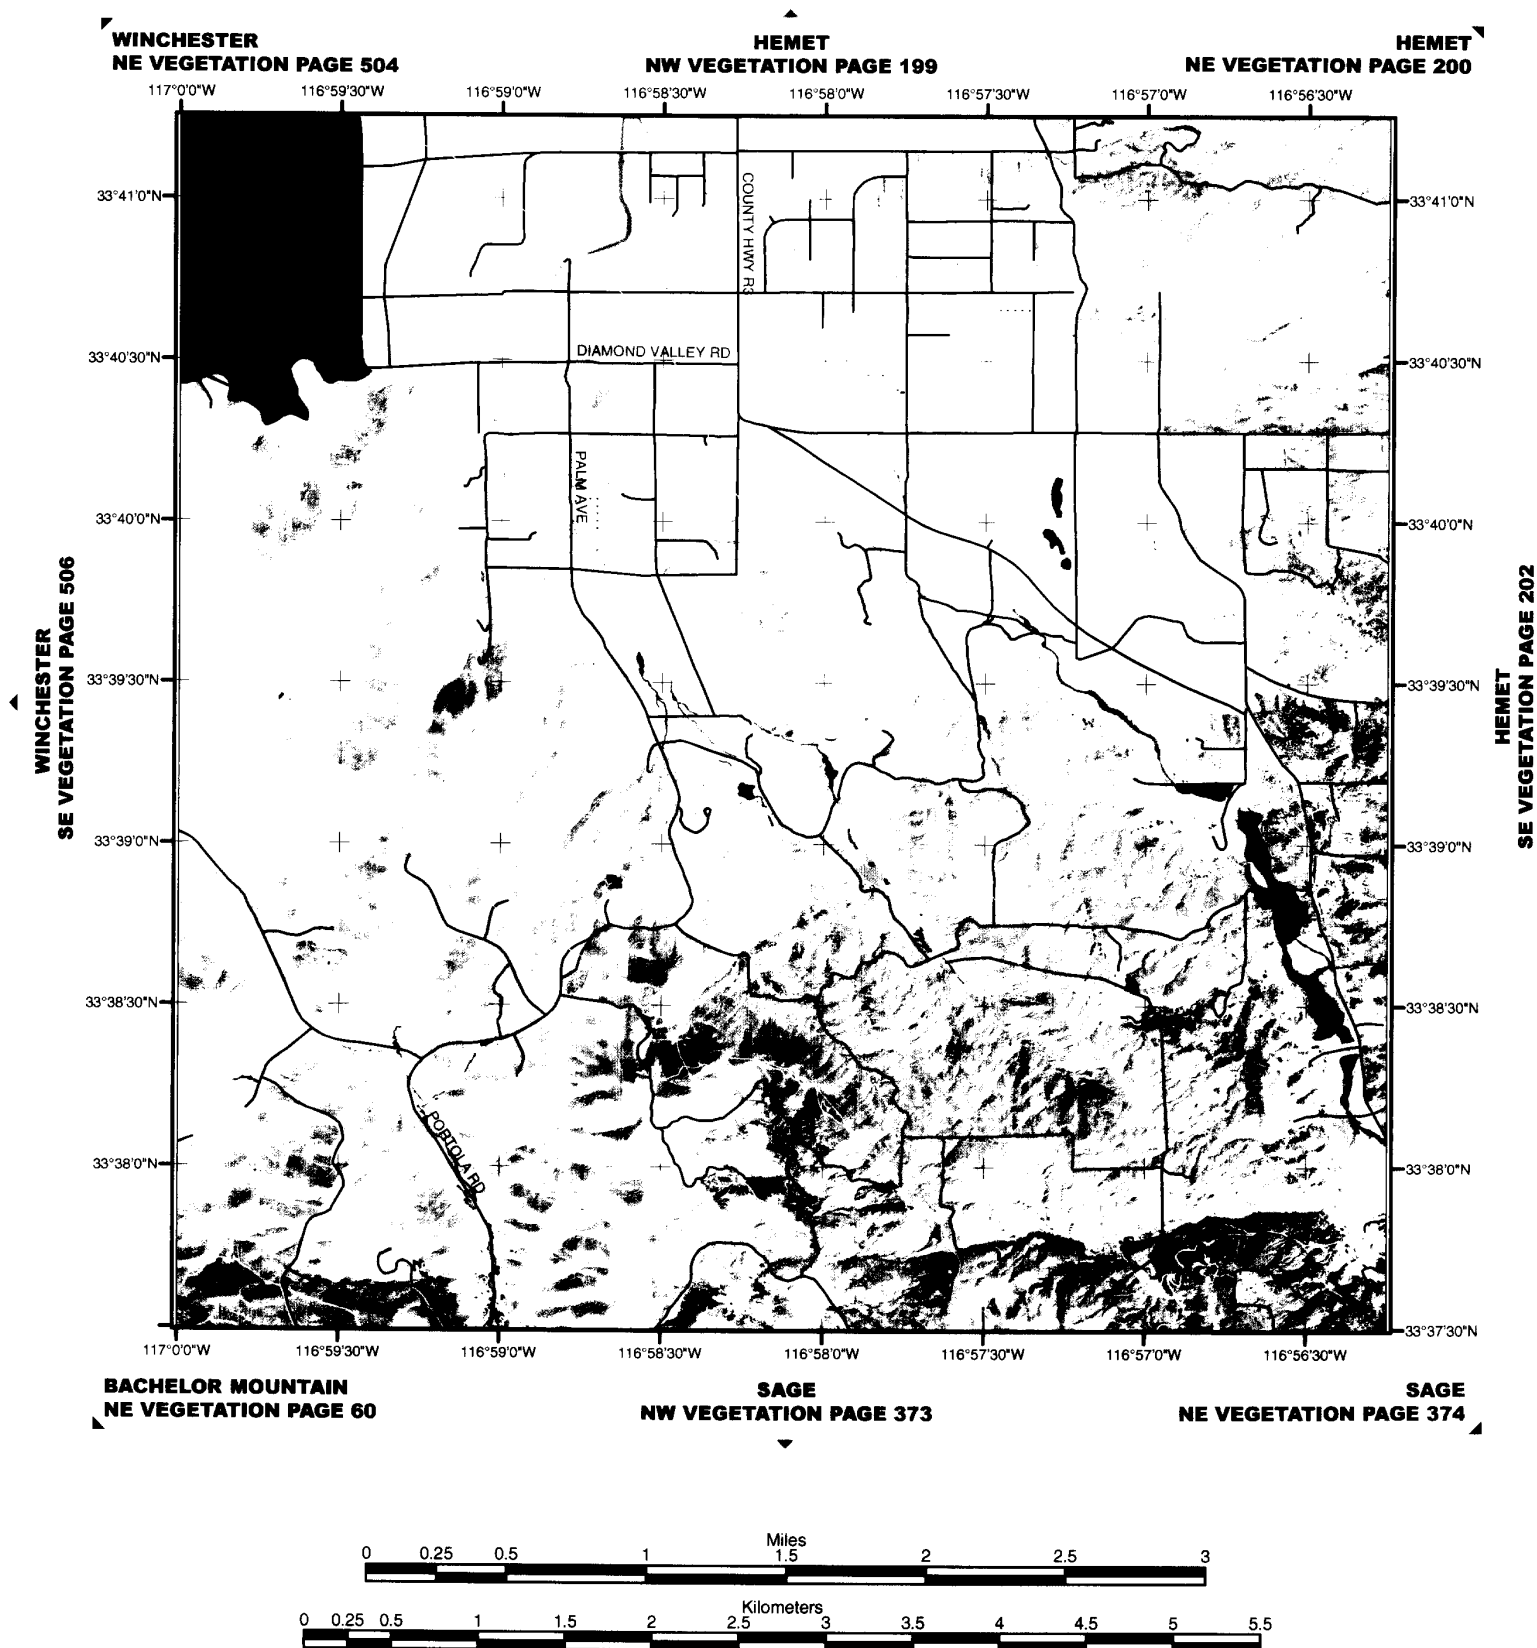 WINCHESTER
NE VEGETATION PAGE 504
HEMET
NW VEGETATION PAGE 199
HEMET
NE VEGETATION PAGE 200
117°0'0"W 116°59'30"W 116°59'0"W 116°58'30"W 116°58'0"W 116°57'30"W 116°57'0"W 116°56'30"W
33°41'0"N 33°41'0"N
COUNTY HWY R3
DIAMOND VALLEY RD
33°40'30"N 33°40'30"N
PALM AVE
33°40'0"N 33°40'0"N
WINCHESTER
SE VEGETATION PAGE 506
HEMET
SE VEGETATION PAGE 202
33°39'30"N 33°39'30"N
33°39'0"N 33°39'0"N
33°38'30"N 33°38'30"N
PORTOLA RD
33°38'0"N 33°38'0"N
33°37'30"N
117°0'0"W 116°59'30"W 116°59'0"W 116°58'30"W 116°58'0"W 116°57'30"W 116°57'0"W 116°56'30"W
BACHELOR MOUNTAIN
NE VEGETATION PAGE 60
SAGE
NW VEGETATION PAGE 373
SAGE
NE VEGETATION PAGE 374
Miles
0 0.25 0.5 1 1.5 2 2.5 3
Kilometers
0 0.25 0.5 1 1.5 2 2.5 3 3.5 4 4.5 5 5.5